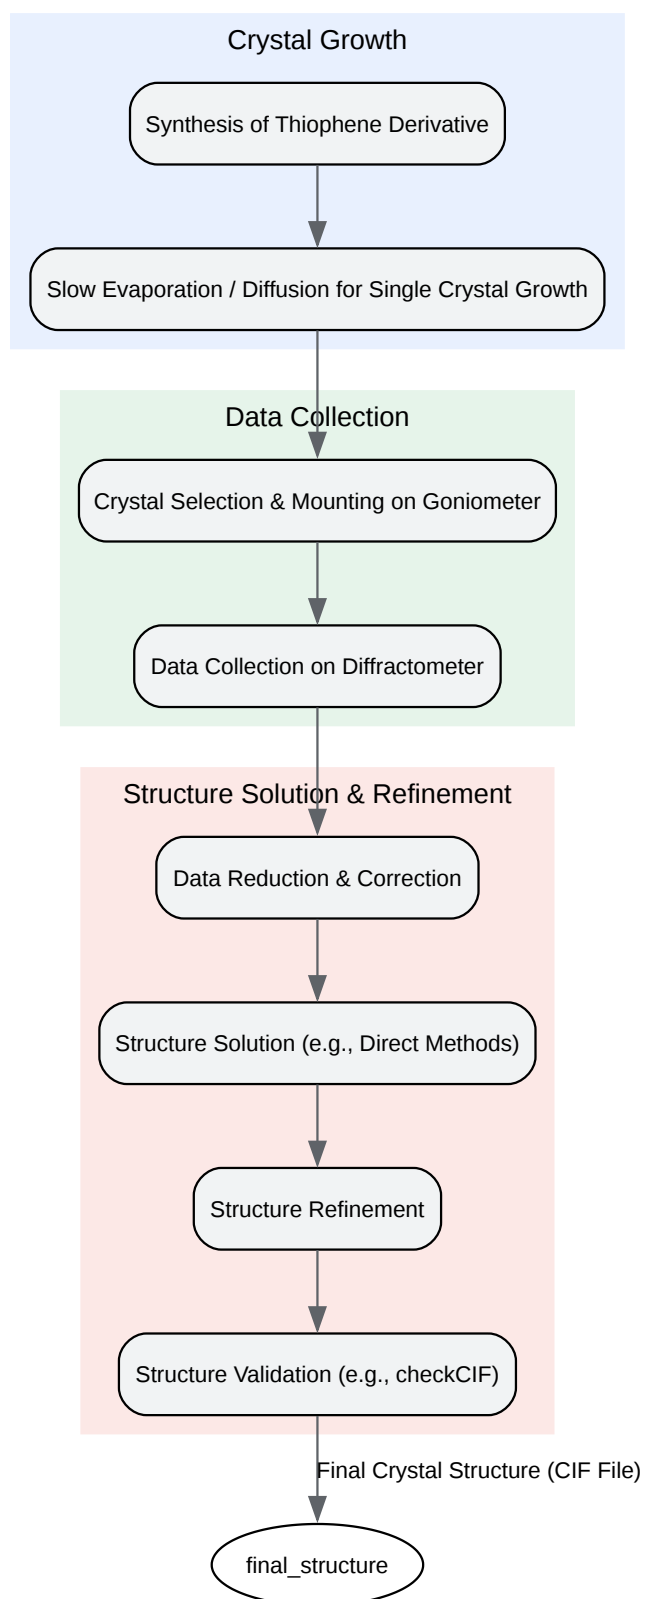 Crystal Growth
Synthesis of Thiophene Derivative
Slow Evaporation / Diffusion for Single Crystal Growth
Data Collection
Crystal Selection & Mounting on Goniometer
Data Collection on Diffractometer
Structure Solution & Refinement
Data Reduction & Correction
Structure Solution (e.g., Direct Methods)
Structure Refinement
Structure Validation (e.g., checkCIF)
Final Crystal Structure (CIF File)
final_structure